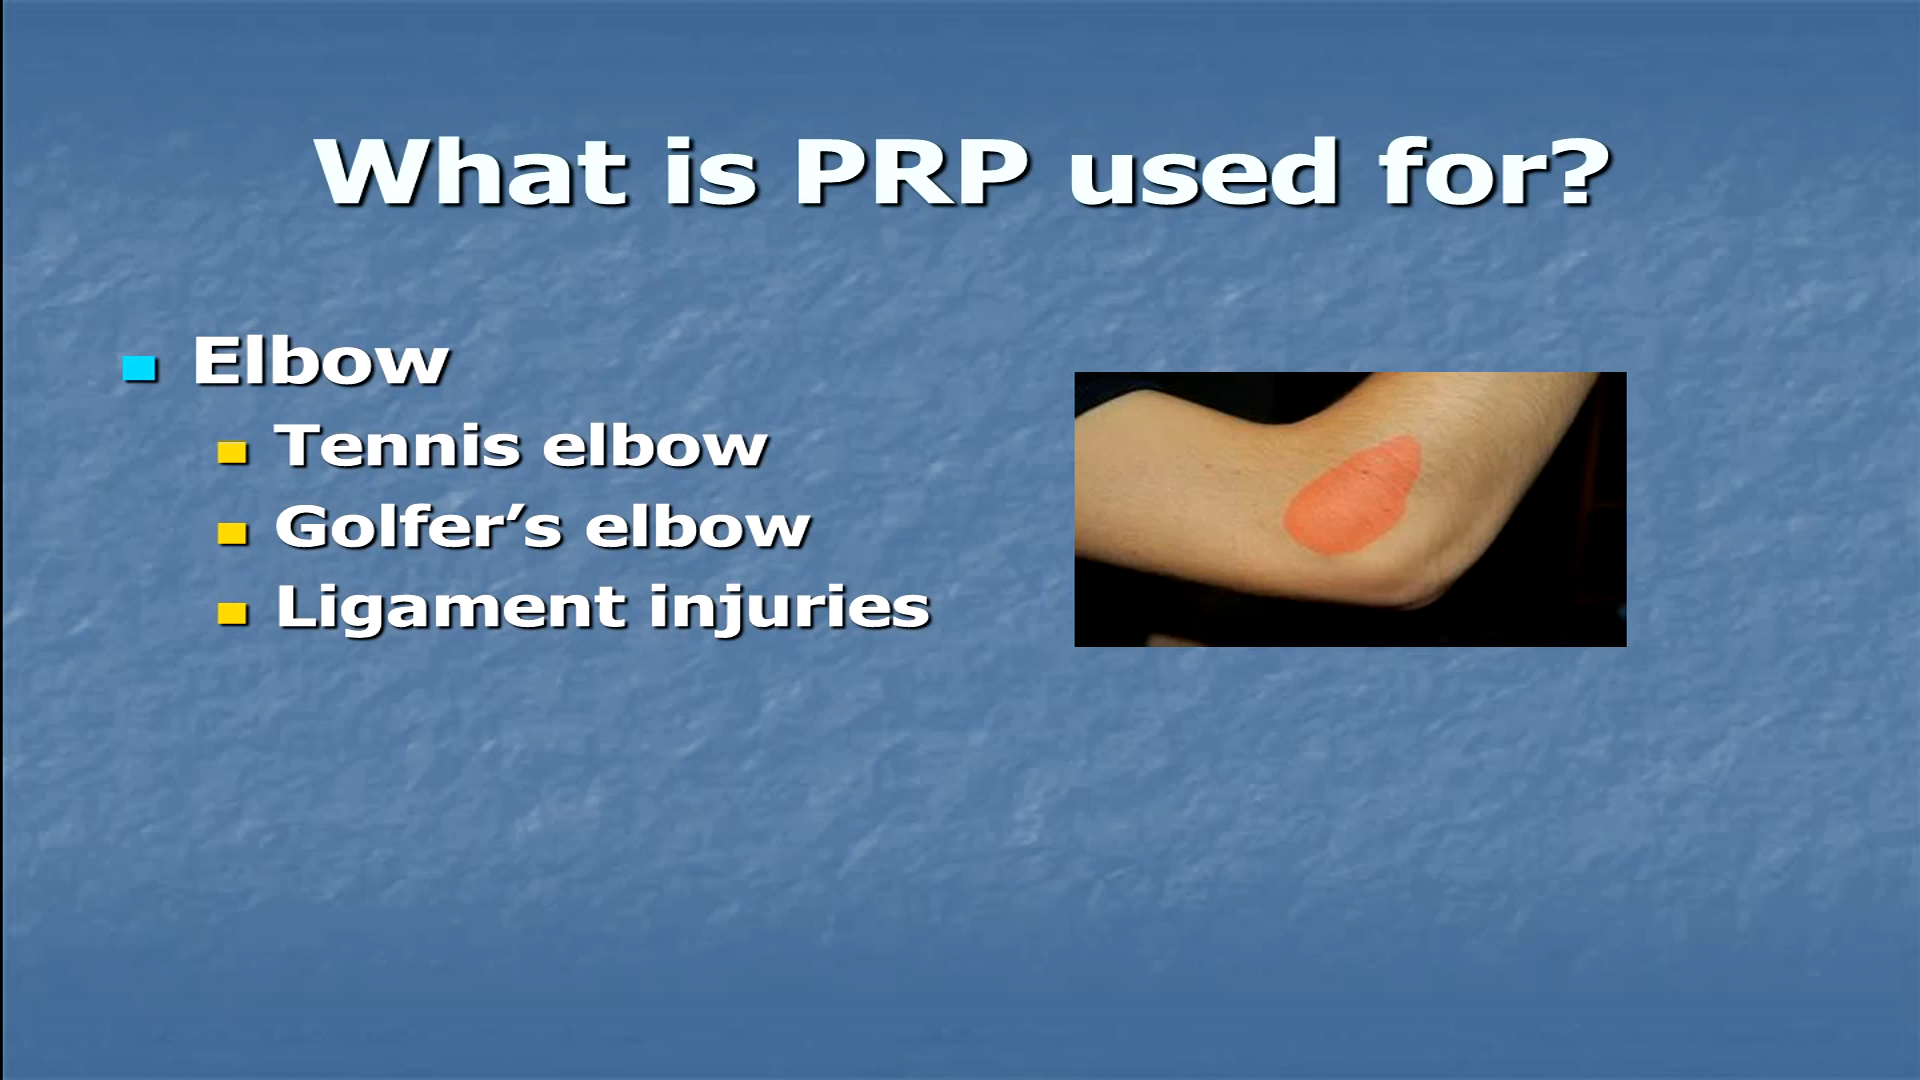 What is PRP used for?
Elbow
Tennis elbow
Golfer’s elbow
Ligament injuries